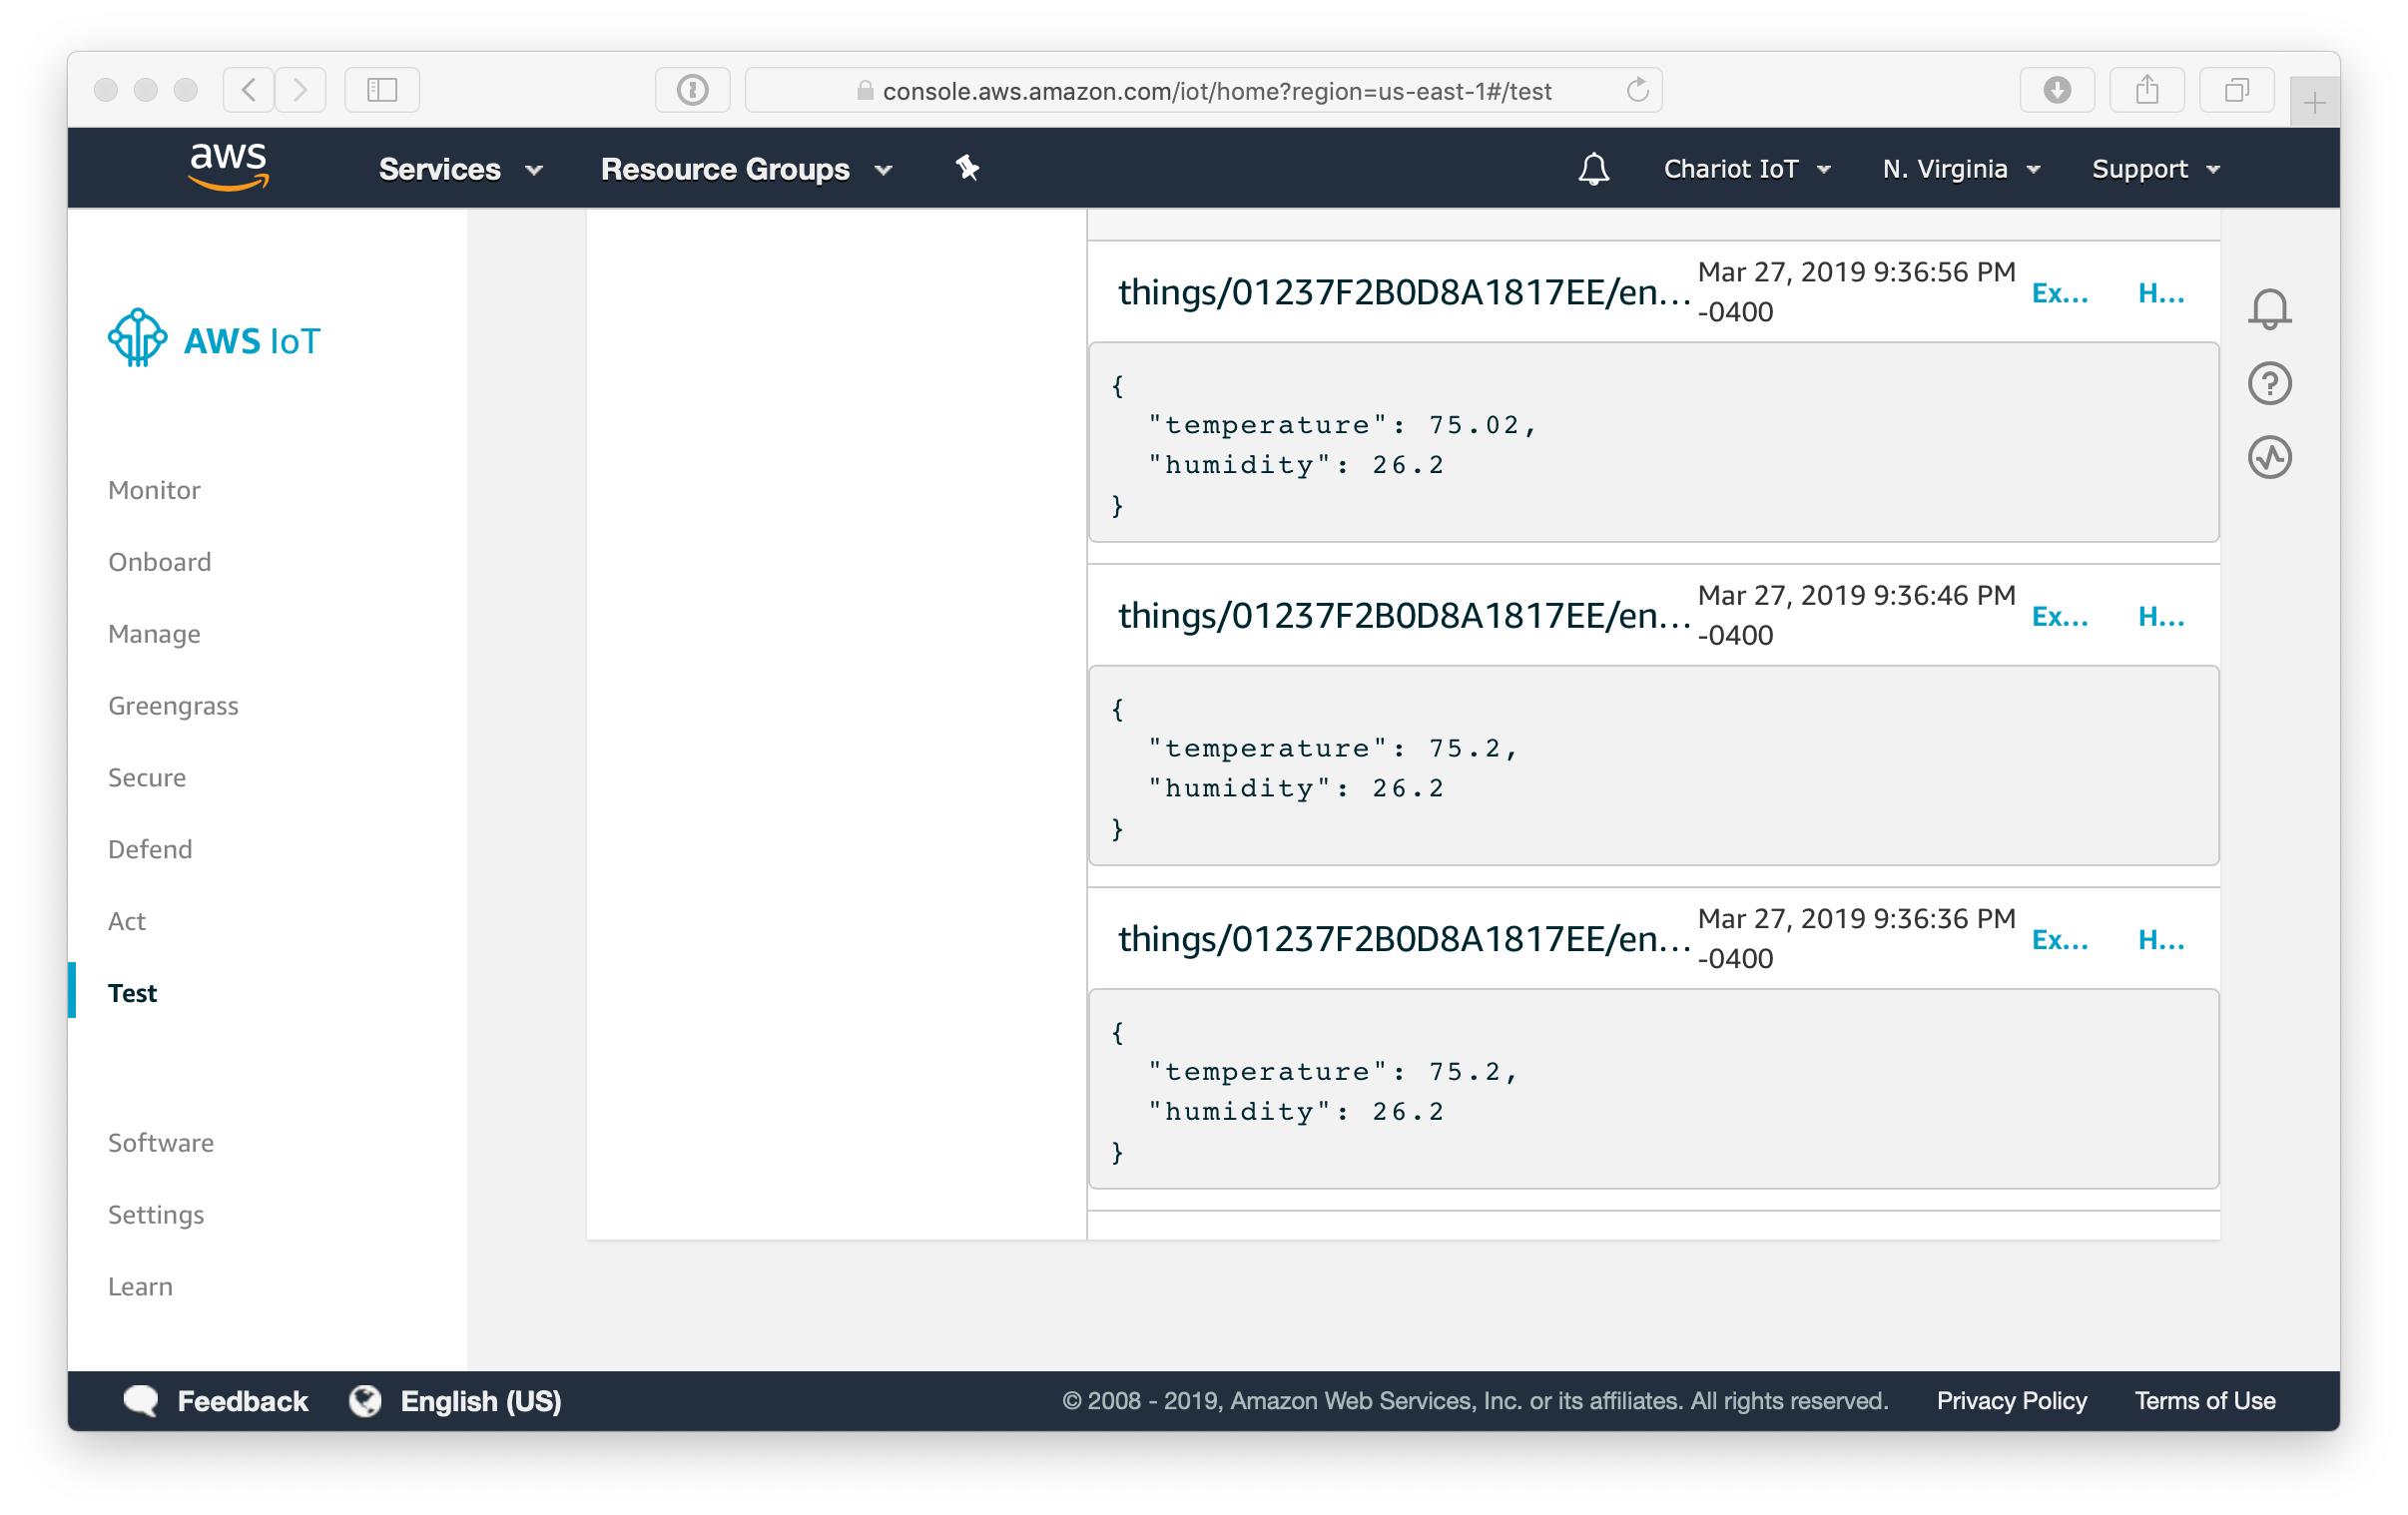 console.aws.amazon.com/iot/home?region=us-east-1#/test
aws
Services
Resource Groups
Chariot IoT
N. Virginia
Support
AWS IoT
Monitor
Onboard
Manage
Greengrass
Secure
Defend
Act
Test
Software
Settings
Learn
things/01237F2B0D8A1817EE/en...
Mar 27, 2019 9:36:56 PM
-0400
Ex...
H...
{
"temperature": 75.02,
"humidity": 26.2
}
things/01237F2B0D8A1817EE/en...
Mar 27, 2019 9:36:46 PM
-0400
Ex...
H...
{
"temperature": 75.2,
"humidity": 26.2
}
things/01237F2B0D8A1817EE/en...
Mar 27, 2019 9:36:36 PM
-0400
Ex...
H...
{
"temperature": 75.2,
"humidity": 26.2
}
Feedback
English (US)
© 2008 - 2019, Amazon Web Services, Inc. or its affiliates. All rights reserved.
Privacy Policy
Terms of Use